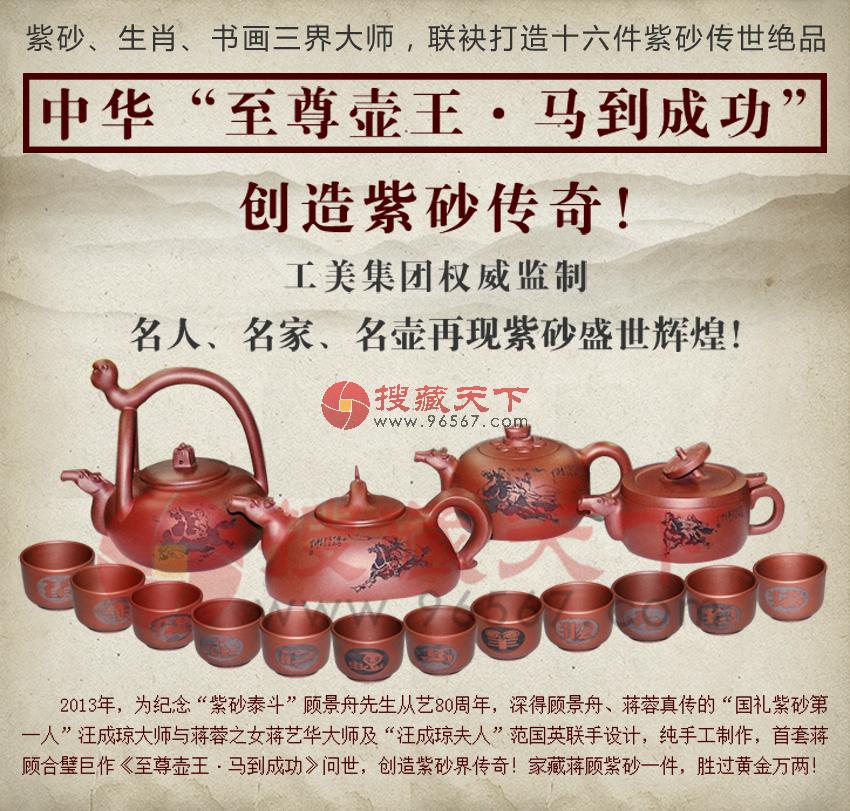 紫砂、生肖、书画三界大师，联袂打造十六件紫砂传世绝品
中华“至尊壶王·马到成功”
创造紫砂传奇！
工美集团权威监制
名人、名家、名壶再现紫砂盛世辉煌！
搜藏天下
www.96567.com
搜藏天下
www.96567.com
2013年，为纪念“紫砂泰斗”顾景舟先生从艺80周年，深得顾景舟、蒋蓉真传的“国礼紫砂第
一人”汪成琼大师与蒋蓉之女蒋艺华大师及“汪成琼夫人”范国英联手设计，纯手工制作，首套蒋
顾合璧巨作《至尊壶王·马到成功》问世，创造紫砂界传奇！家藏蒋顾紫砂一件，胜过黄金万两！